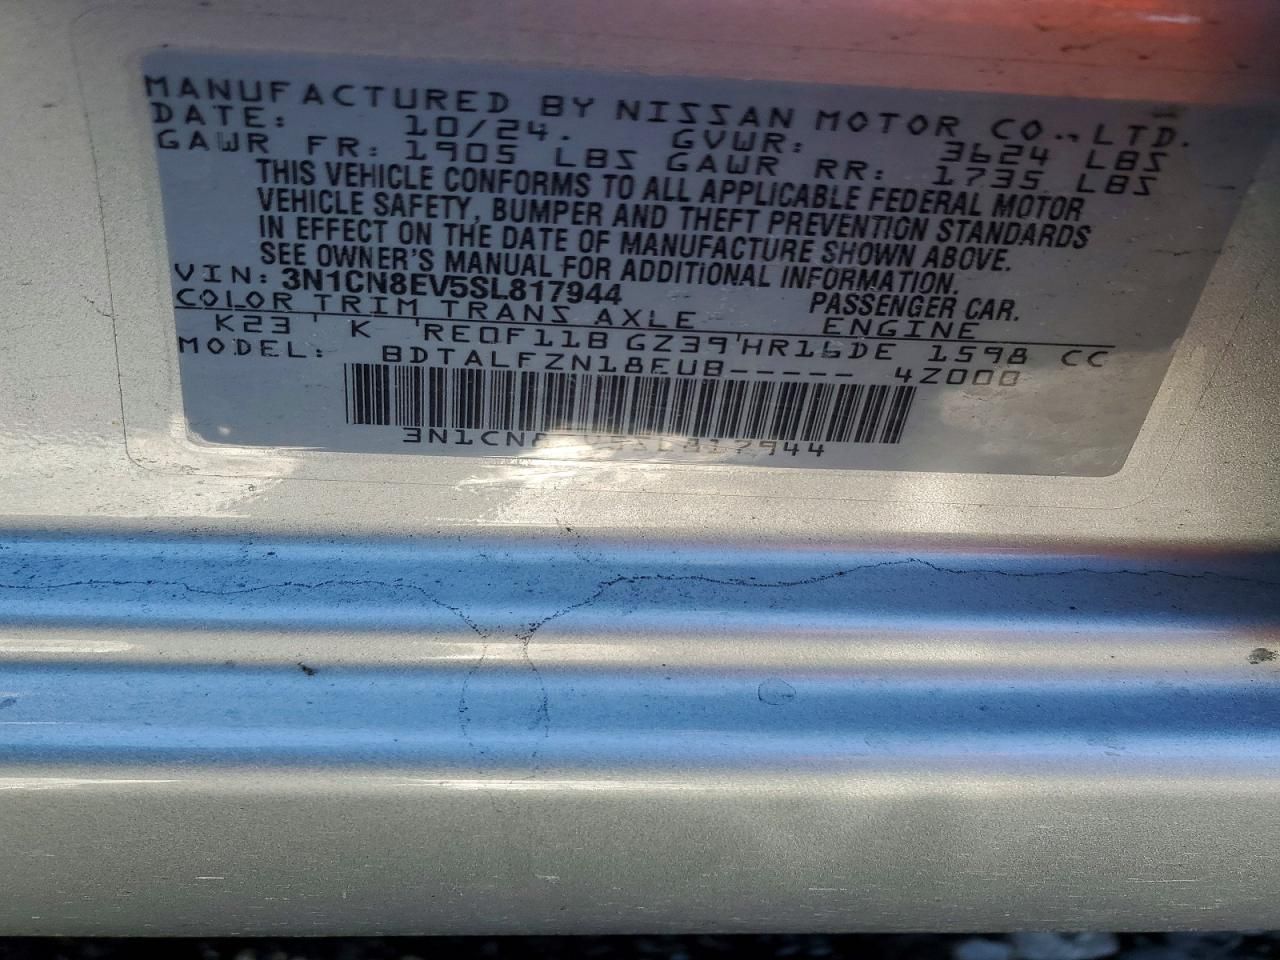 MANUFACTURED BY NISSAN MOTOR CO., LTD.
DATE: 10/24. GVWR: 3624 LBS
GAWR FR: 1905 LBS GAWR RR: 1735 LBS
THIS VEHICLE CONFORMS TO ALL APPLICABLE FEDERAL MOTOR
VEHICLE SAFETY, BUMPER AND THEFT PREVENTION STANDARDS
IN EFFECT ON THE DATE OF MANUFACTURE SHOWN ABOVE.
SEE OWNER'S MANUAL FOR ADDITIONAL INFORMATION.
VIN: 3N1CN8EV5SL817944 PASSENGER CAR.
COLOR TRIM TRANS AXLE ENGINE
K23 ' K 'RE0F11B GZ39'HR16DE 1598 CC
MODEL: BDTALFZN18EUB----- 4Z000
3N1CN8EV5SL817944